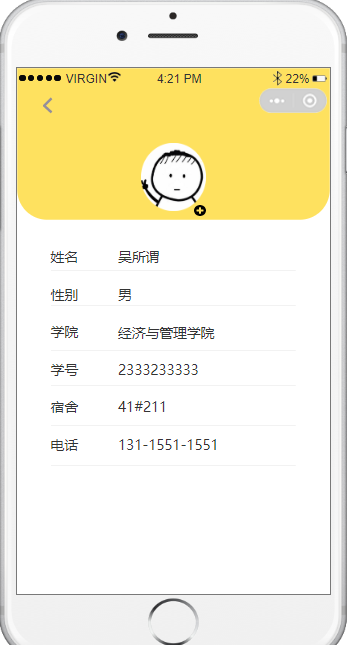 VIRGIN 4:21 PM 22%
姓名 吴所谓
性别 男
学院 经济与管理学院
学号 2333233333
宿舍 41#211
电话 131-1551-1551